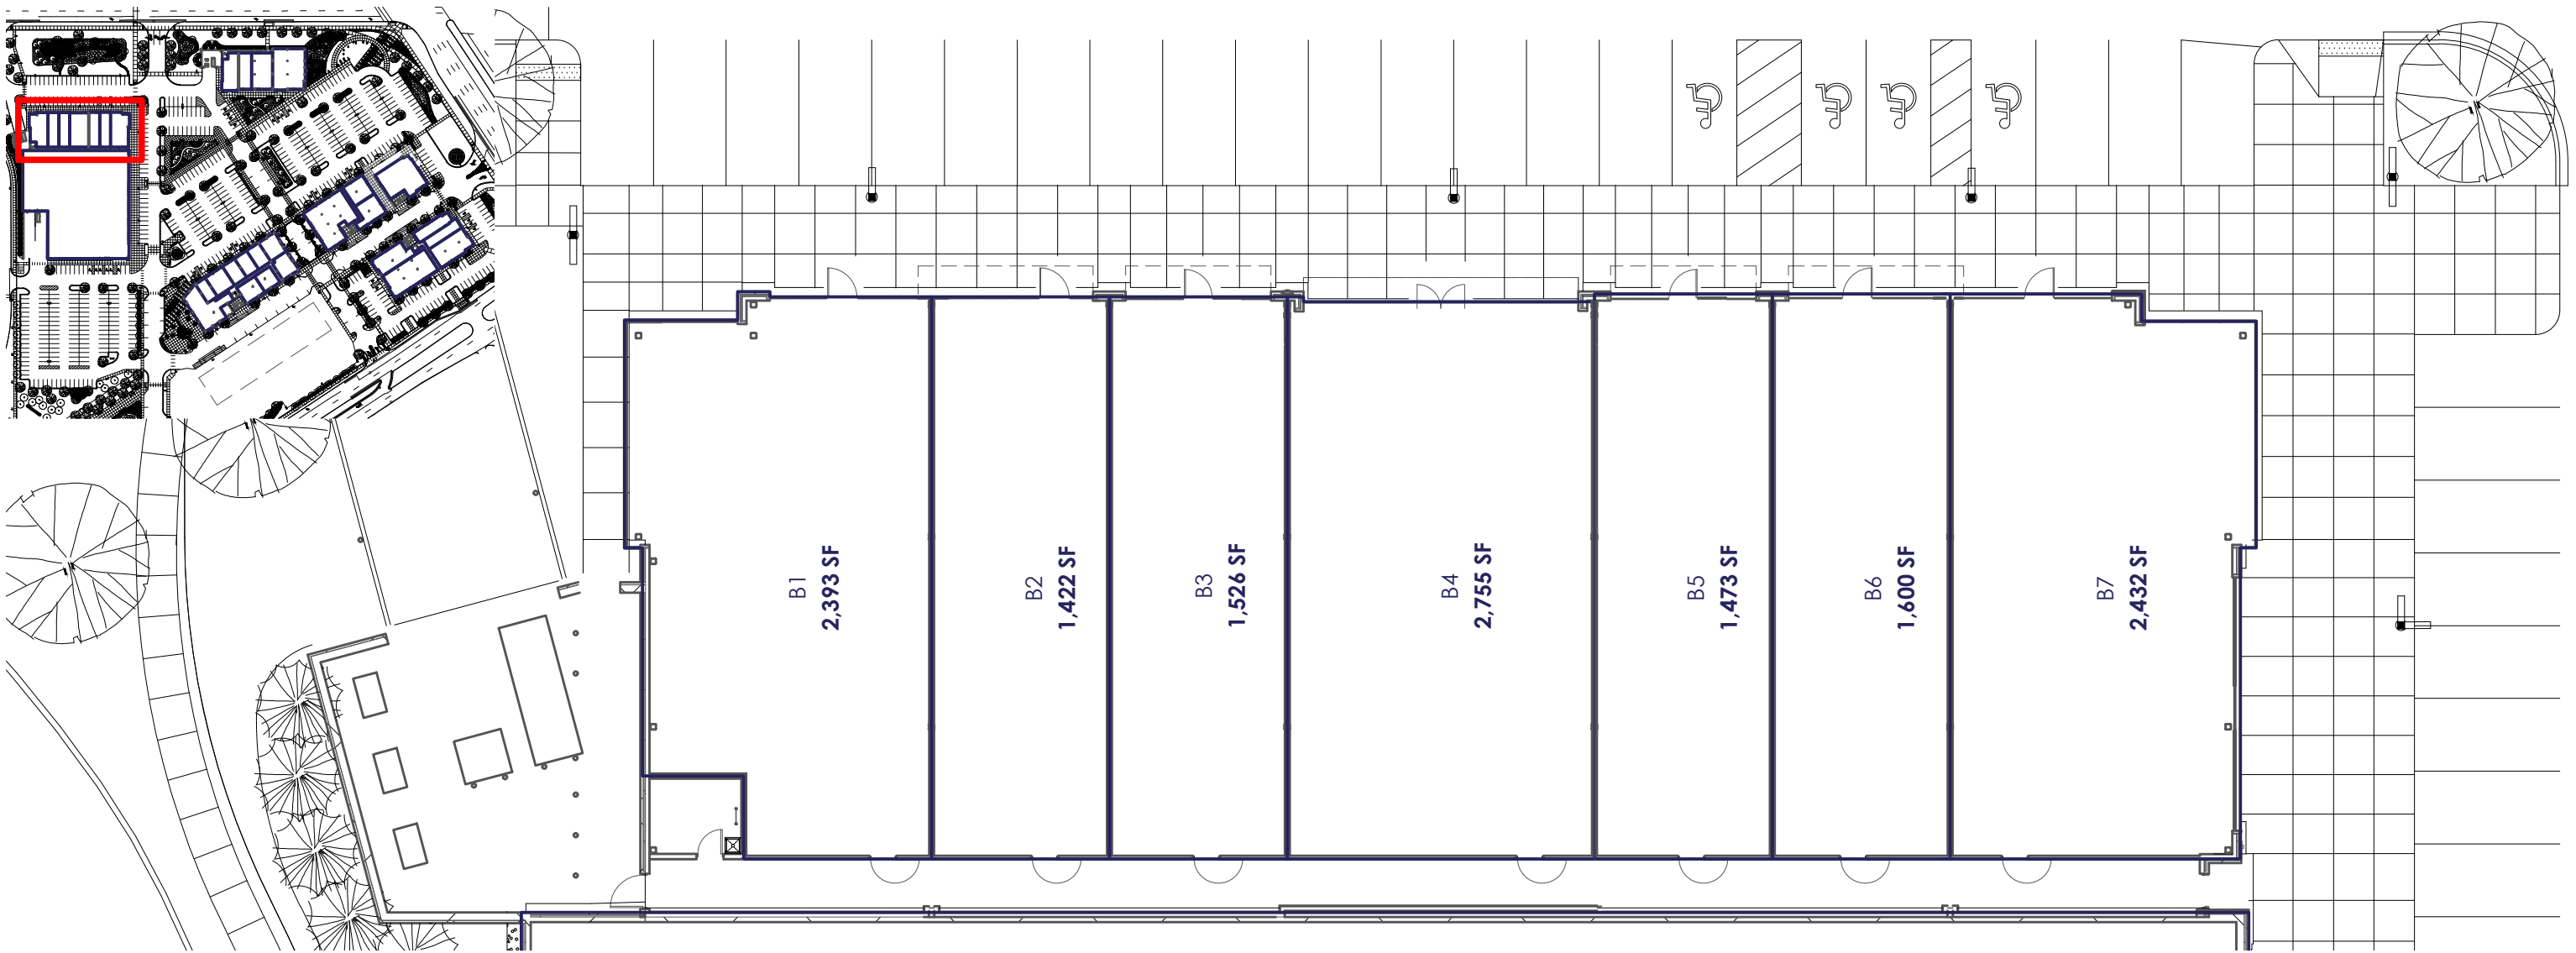 B1
2,393 SF
B2
1,422 SF
B3
1,526 SF
B4
2,755 SF
B5
1,473 SF
B6
1,600 SF
B7
2,432 SF